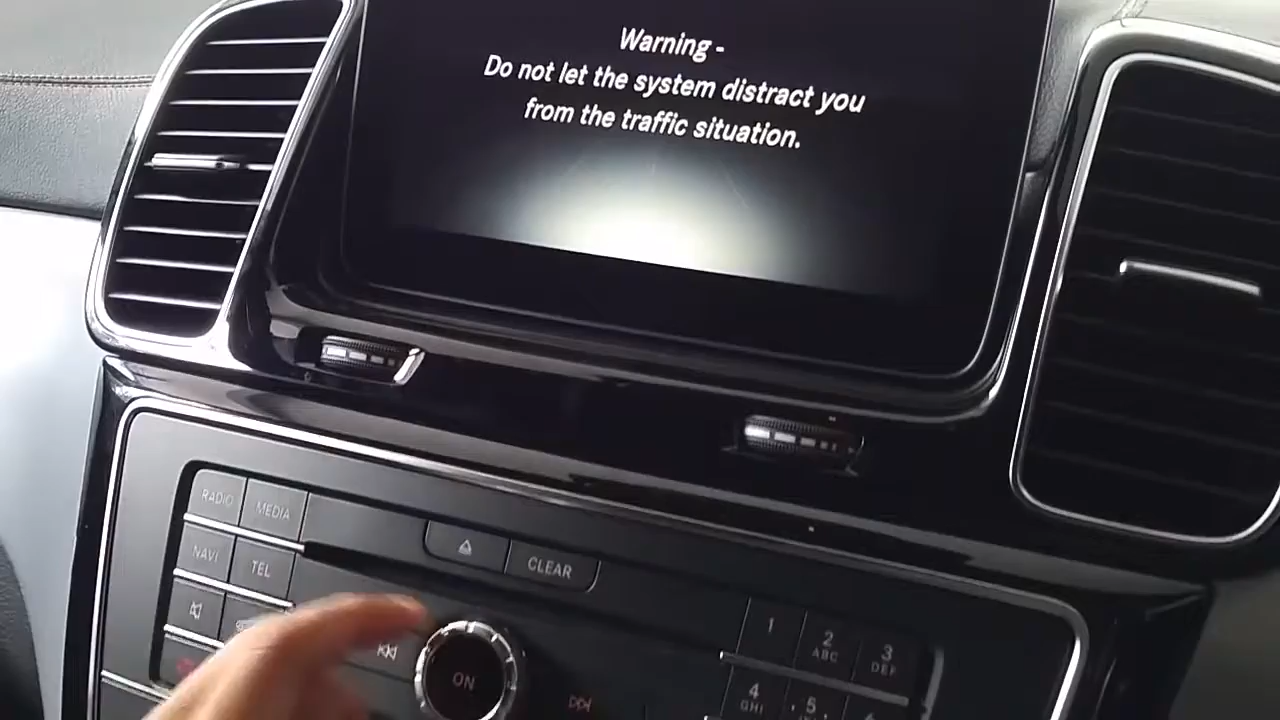 Warning -
Do not let the system distract you
from the traffic situation.
RADIO
MEDIA
NAVI
TEL
CLEAR
ON
1
2
ABC
3
DEF
4
GHI
5